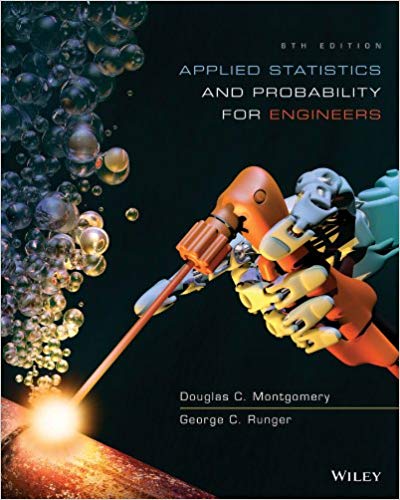 6TH EDITION
APPLIED STATISTICS
AND PROBABILITY
FOR ENGINEERS
Douglas C. Montgomery
George C. Runger
WILEY